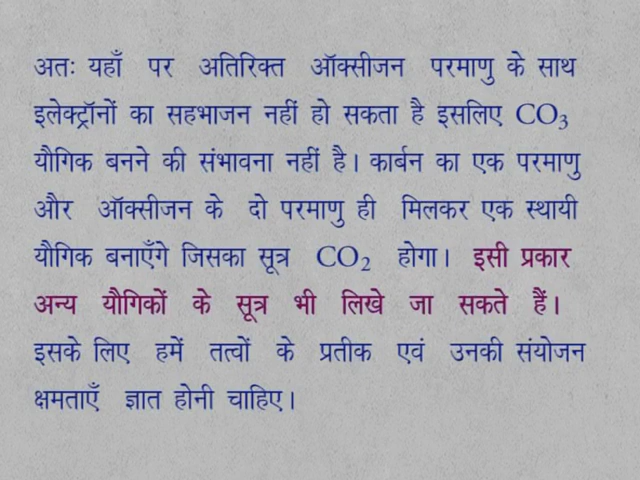 अतः यहाँ पर अतिरिक्त ऑक्सीजन परमाणु के साथ
इलेक्ट्रॉनों का सहभाजन नहीं हो सकता है इसलिए CO₃
यौगिक बनने की संभावना नहीं है। कार्बन का एक परमाणु
और ऑक्सीजन के दो परमाणु ही मिलकर एक स्थायी
यौगिक बनाएँगे जिसका सूत्र CO₂ होगा। इसी प्रकार
अन्य यौगिकों के सूत्र भी लिखे जा सकते हैं।
इसके लिए हमें तत्वों के प्रतीक एवं उनकी संयोजन
क्षमताएँ ज्ञात होनी चाहिए।